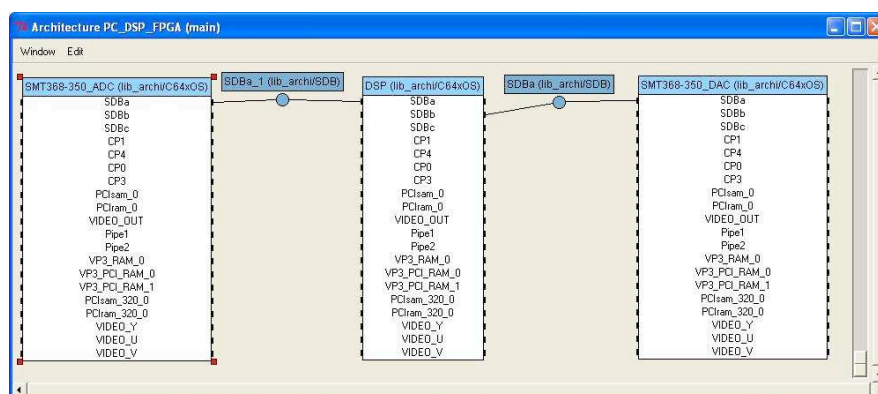 Architecture PC_DSP_FPGA (main)
Window Edit
SMT368-350_ADC (lib_archi/C64xOS)
SDBa
SDBb
SDBc
CP1
CP4
CP0
CP3
PCIsam_0
PCIram_0
VIDEO_OUT
Pipe1
Pipe2
VP3_RAM_0
VP3_PCI_RAM_0
VP3_PCI_RAM_1
PCIsam_320_0
PCIram_320_0
VIDEO_Y
VIDEO_U
VIDEO_V
SDBa_1 (lib_archi/SDB)
DSP (lib_archi/C64xOS)
SDBa
SDBb
SDBc
CP1
CP4
CP0
CP3
PCIsam_0
PCIram_0
VIDEO_OUT
Pipe1
Pipe2
VP3_RAM_0
VP3_PCI_RAM_0
VP3_PCI_RAM_1
PCIsam_320_0
PCIram_320_0
VIDEO_Y
VIDEO_U
VIDEO_V
SDBa (lib_archi/SDB)
SMT368-350_DAC (lib_archi/C64xOS)
SDBa
SDBb
SDBc
CP1
CP4
CP0
CP3
PCIsam_0
PCIram_0
VIDEO_OUT
Pipe1
Pipe2
VP3_RAM_0
VP3_PCI_RAM_0
VP3_PCI_RAM_1
PCIsam_320_0
PCIram_320_0
VIDEO_Y
VIDEO_U
VIDEO_V